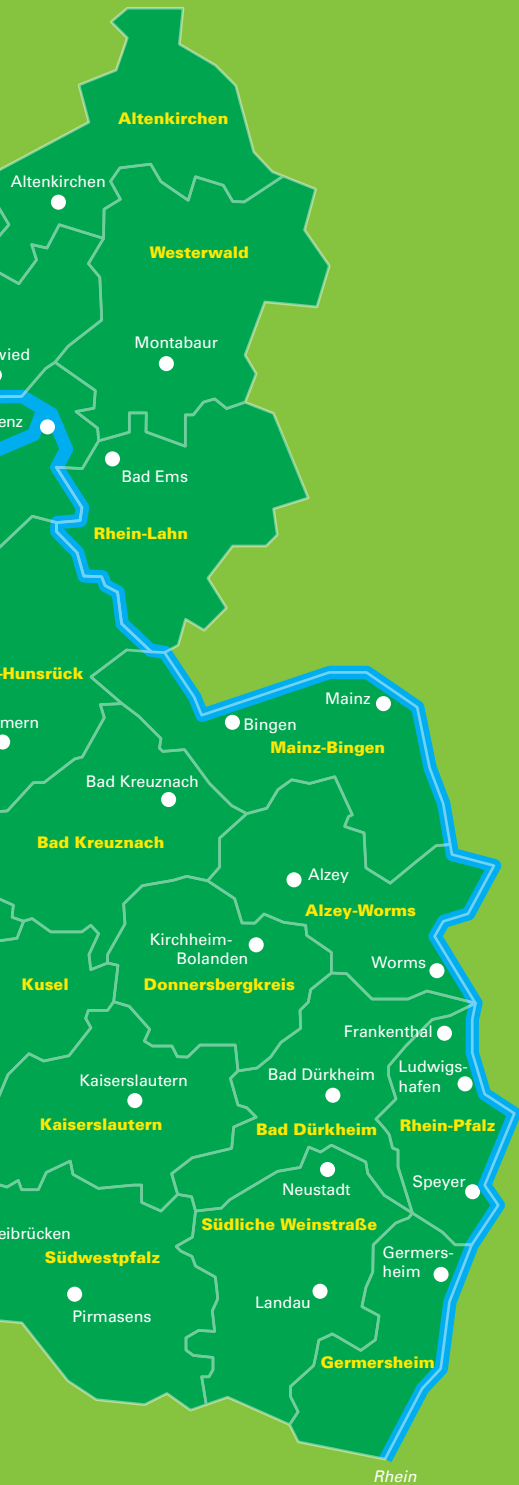 Altenkirchen
Altenkirchen
Westerwald
Montabaur
wied
enz
Bad Ems
Rhein-Lahn
-Hunsrück
Mainz
mern
Bingen
Mainz-Bingen
Bad Kreuznach
Bad Kreuznach
Alzey
Alzey-Worms
Kirchheim-
Bolanden
Worms
Kusel
Donnersbergkreis
Frankenthal
Ludwigs-
hafen
Kaiserslautern
Bad Dürkheim
Kaiserslautern
Bad Dürkheim
Rhein-Pfalz
Neustadt
Speyer
Südliche Weinstraße
eibrücken
Südwestpfalz
Germers-
heim
Landau
Pirmasens
Germersheim
Rhein